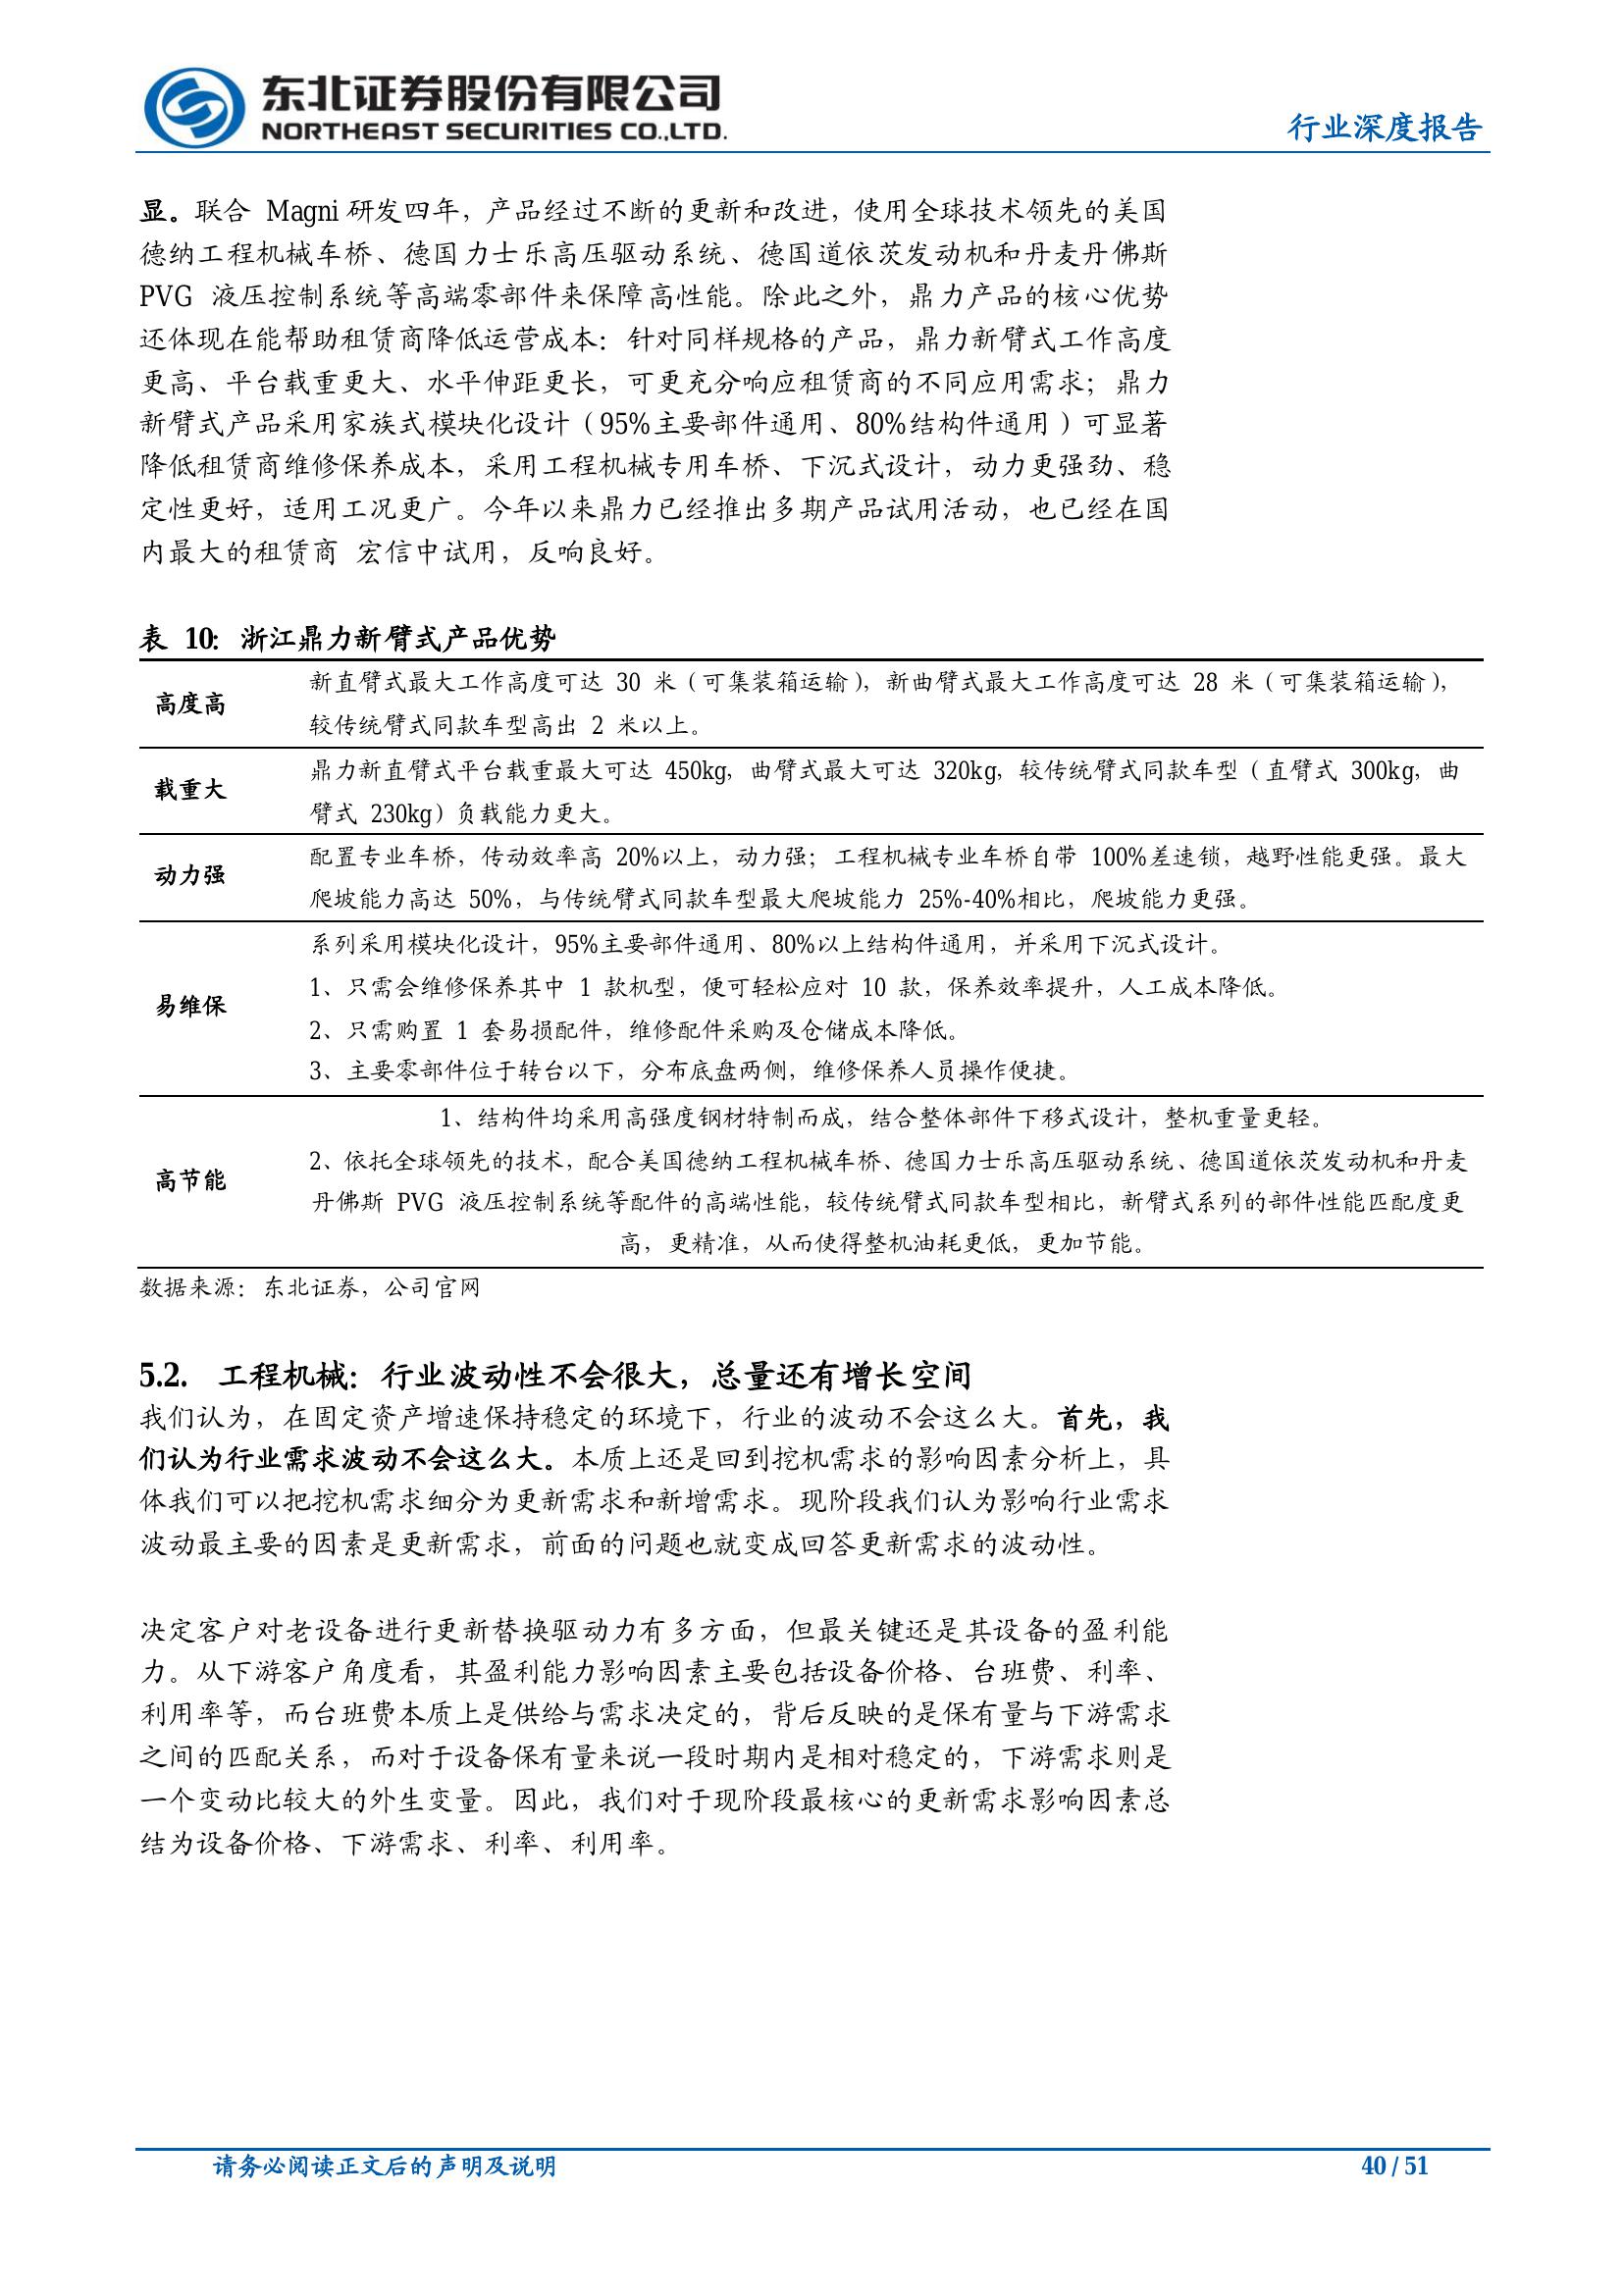 东北证券股份有限公司
NORTHEAST SECURITIES CO.,LTD.
行业深度报告
显。联合 Magni 研发四年，产品经过不断的更新和改进，使用全球技术领先的美国
德纳工程机械车桥、德国力士乐高压驱动系统、德国道依茨发动机和丹麦丹佛斯
PVG 液压控制系统等高端零部件来保障高性能。除此之外，鼎力产品的核心优势
还体现在能帮助租赁商降低运营成本：针对同样规格的产品，鼎力新臂式工作高度
更高、平台载重更大、水平伸距更长，可更充分响应租赁商的不同应用需求；鼎力
新臂式产品采用家族式模块化设计（95%主要部件通用、80%结构件通用）可显著
降低租赁商维修保养成本，采用工程机械专用车桥、下沉式设计，动力更强劲、稳
定性更好，适用工况更广。今年以来鼎力已经推出多期产品试用活动，也已经在国
内最大的租赁商 宏信中试用，反响良好。
表 10：浙江鼎力新臂式产品优势
高度高
新直臂式最大工作高度可达 30 米（可集装箱运输），新曲臂式最大工作高度可达 28 米（可集装箱运输），
较传统臂式同款车型高出 2 米以上。
载重大
鼎力新直臂式平台载重最大可达 450kg，曲臂式最大可达 320kg，较传统臂式同款车型（直臂式 300kg，曲
臂式 230kg）负载能力更大。
动力强
配置专业车桥，传动效率高 20%以上，动力强；工程机械专业车桥自带 100%差速锁，越野性能更强。最大
爬坡能力高达 50%，与传统臂式同款车型最大爬坡能力 25%-40%相比，爬坡能力更强。
易维保
系列采用模块化设计，95%主要部件通用、80%以上结构件通用，并采用下沉式设计。
1、只需会维修保养其中 1 款机型，便可轻松应对 10 款，保养效率提升，人工成本降低。
2、只需购置 1 套易损配件，维修配件采购及仓储成本降低。
3、主要零部件位于转台以下，分布底盘两侧，维修保养人员操作便捷。
高节能
1、结构件均采用高强度钢材特制而成，结合整体部件下移式设计，整机重量更轻。
2、依托全球领先的技术，配合美国德纳工程机械车桥、德国力士乐高压驱动系统、德国道依茨发动机和丹麦
丹佛斯 PVG 液压控制系统等配件的高端性能，较传统臂式同款车型相比，新臂式系列的部件性能匹配度更
高，更精准，从而使得整机油耗更低，更加节能。
数据来源：东北证券，公司官网
5.2. 工程机械：行业波动性不会很大，总量还有增长空间
我们认为，在固定资产增速保持稳定的环境下，行业的波动不会这么大。首先，我
们认为行业需求波动不会这么大。本质上还是回到挖机需求的影响因素分析上，具
体我们可以把挖机需求细分为更新需求和新增需求。现阶段我们认为影响行业需求
波动最主要的因素是更新需求，前面的问题也就变成回答更新需求的波动性。
决定客户对老设备进行更新替换驱动力有多方面，但最关键还是其设备的盈利能
力。从下游客户角度看，其盈利能力影响因素主要包括设备价格、台班费、利率、
利用率等，而台班费本质上是供给与需求决定的，背后反映的是保有量与下游需求
之间的匹配关系，而对于设备保有量来说一段时期内是相对稳定的，下游需求则是
一个变动比较大的外生变量。因此，我们对于现阶段最核心的更新需求影响因素总
结为设备价格、下游需求、利率、利用率。
请务必阅读正文后的声明及说明
40 / 51